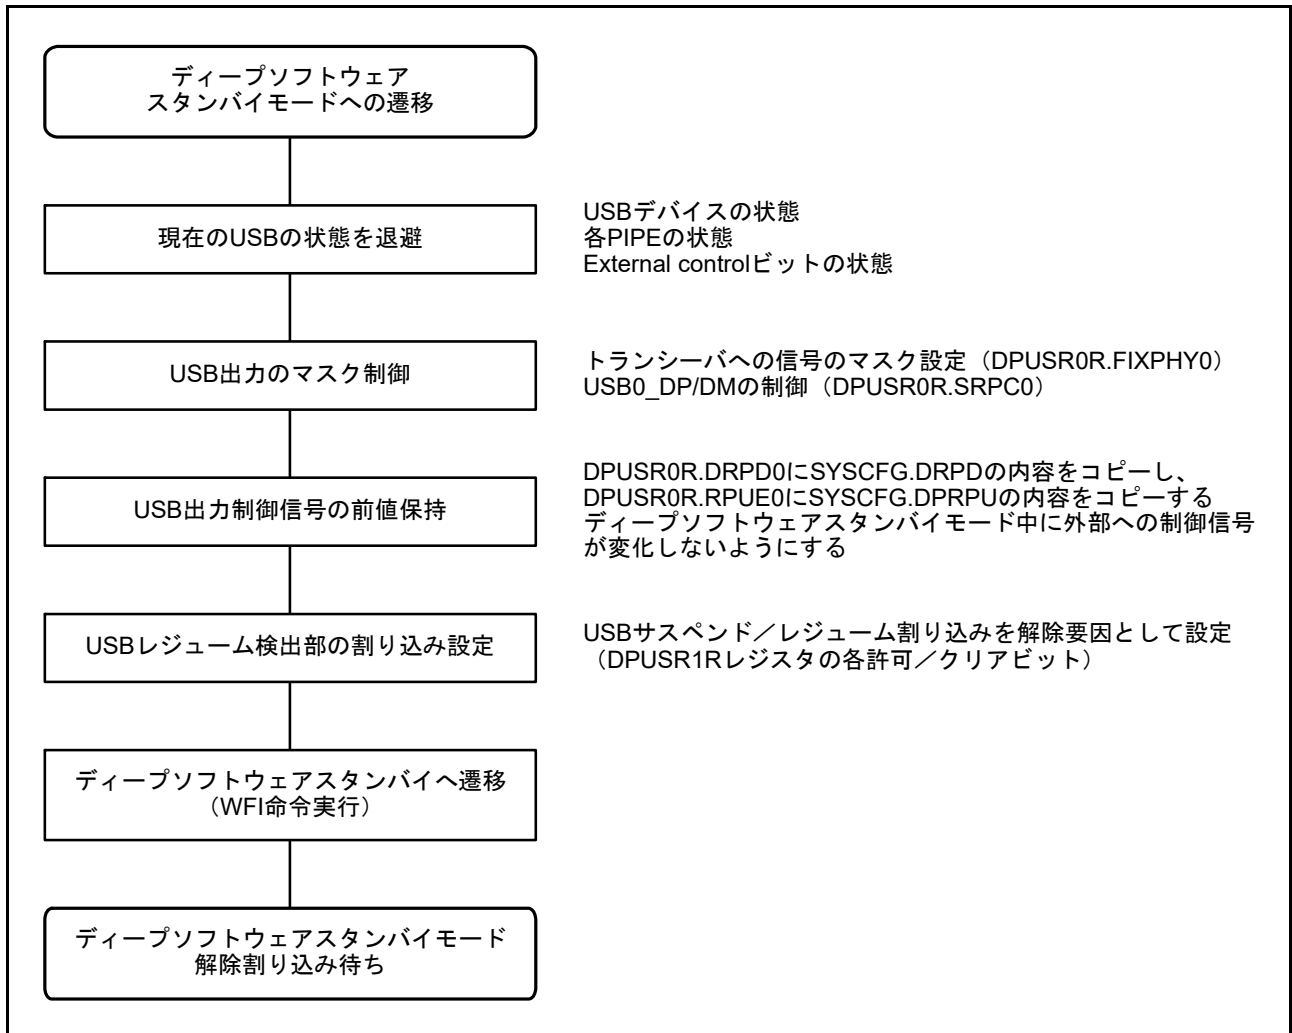 ディープソフトウェア
スタンバイモードへの遷移
現在のUSBの状態を退避
USBデバイスの状態
各PIPEの状態
External controlビットの状態
USB出力のマスク制御
トランシーバへの信号のマスク設定（DPUSR0R.FIXPHY0）
USB0_DP/DMの制御（DPUSR0R.SRPC0）
USB出力制御信号の前値保持
DPUSR0R.DRPD0にSYSCFG.DRPDの内容をコピーし、
DPUSR0R.RPUE0にSYSCFG.DPRPUの内容をコピーする
ディープソフトウェアスタンバイモード中に外部への制御信号
が変化しないようにする
USBレジューム検出部の割り込み設定
USBサスペンド／レジューム割り込みを解除要因として設定
（DPUSR1Rレジスタの各許可／クリアビット）
ディープソフトウェアスタンバイへ遷移
（WFI命令実行）
ディープソフトウェアスタンバイモード
解除割り込み待ち